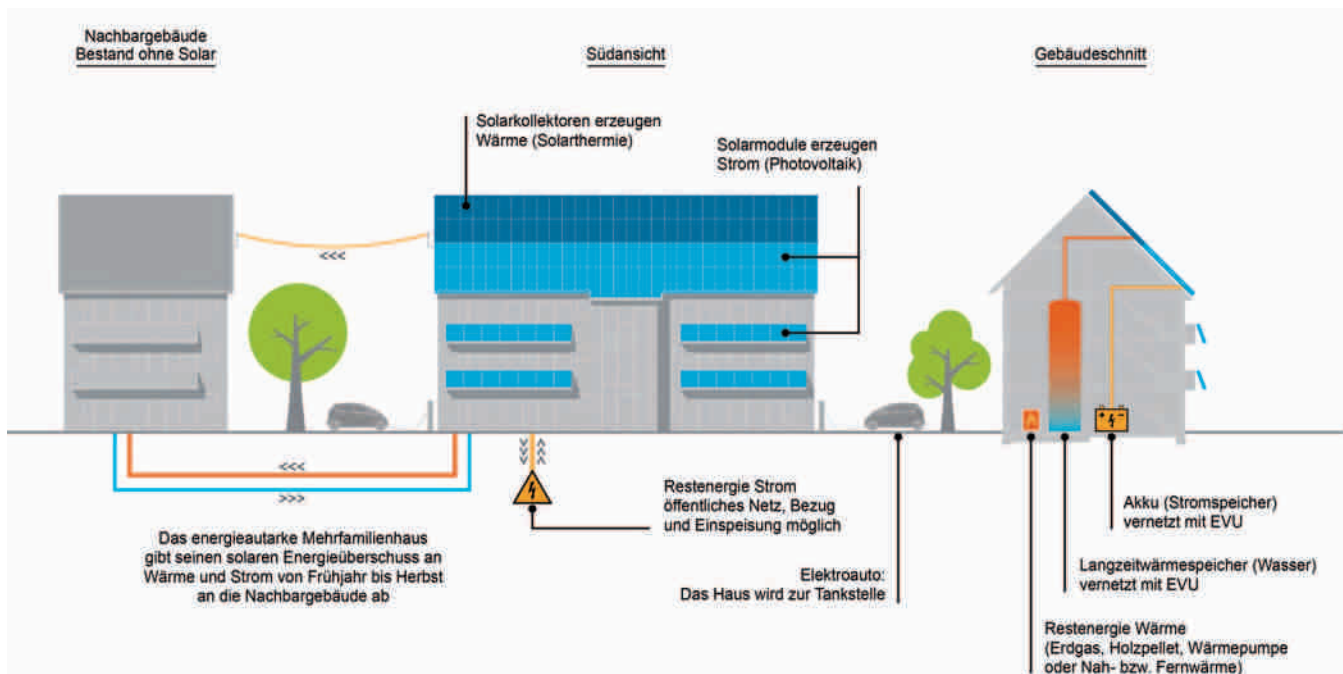 Nachbargebäude
Bestand ohne Solar
Südansicht
Gebäudeschnitt
Solarkollektoren erzeugen
Wärme (Solarthermie)
Solarmodule erzeugen
Strom (Photovoltaik)
<<<
<<<
>>>
<<<
>>>
Das energieautarke Mehrfamilienhaus
gibt seinen solaren Energieüberschuss an
Wärme und Strom von Frühjahr bis Herbst
an die Nachbargebäude ab
Restenergie Strom
öffentliches Netz, Bezug
und Einspeisung möglich
Elektroauto:
Das Haus wird zur Tankstelle
Akku (Stromspeicher)
vernetzt mit EVU
Langzeitwärmespeicher (Wasser)
vernetzt mit EVU
Restenergie Wärme
(Erdgas, Holzpellet, Wärmepumpe
oder Nah- bzw. Fernwärme)